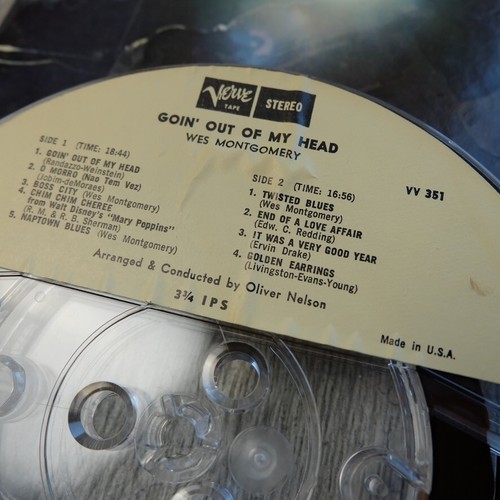 Verve
TAPE
STEREO
GOIN' OUT OF MY HEAD
WES MONTGOMERY
SIDE 1 (TIME: 18:44)
1. GOIN' OUT OF MY HEAD
(Randazzo-Weinstein)
2. O MORRO (Nao Tem Vez)
(Jobim-deMoraes)
3. BOSS CITY (Wes Montgomery)
4. CHIM CHIM CHEREE
from Walt Disney's "Mary Poppins"
(R. M. & R. B. Sherman)
5. NAPTOWN BLUES (Wes Montgomery)
SIDE 2 (TIME: 16:56)
1. TWISTED BLUES
(Wes Montgomery)
2. END OF A LOVE AFFAIR
(Edw. C. Redding)
3. IT WAS A VERY GOOD YEAR
(Ervin Drake)
4. GOLDEN EARRINGS
(Livingston-Evans-Young)
VV 351
Arranged & Conducted by Oliver Nelson
3¾ IPS
Made in U.S.A.